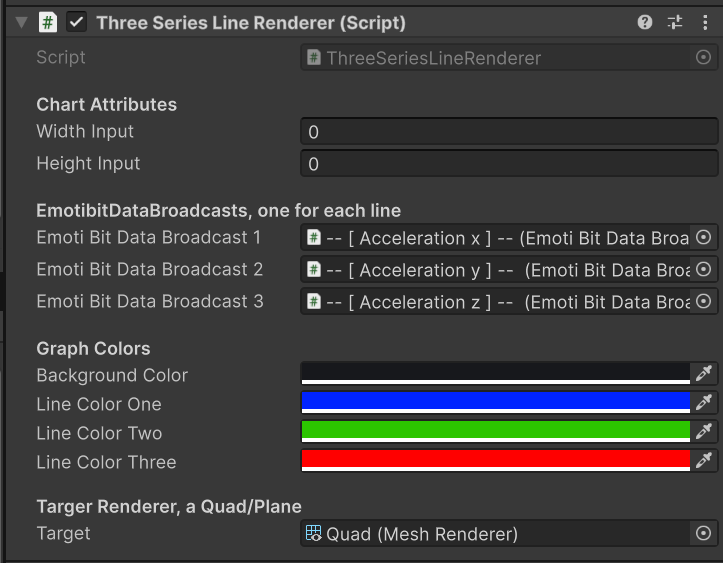 # Three Series Line Renderer (Script)
Script # ThreeSeriesLineRenderer
Chart Attributes
Width Input 0
Height Input 0
EmotibitDataBroadcasts, one for each line
Emoti Bit Data Broadcast 1 # -- [ Acceleration x ] -- (Emoti Bit Data Broa
Emoti Bit Data Broadcast 2 # -- [ Acceleration y ] -- (Emoti Bit Data Broa
Emoti Bit Data Broadcast 3 # -- [ Acceleration z ] -- (Emoti Bit Data Broa
Graph Colors
Background Color
Line Color One
Line Color Two
Line Color Three
Targer Renderer, a Quad/Plane
Target Quad (Mesh Renderer)